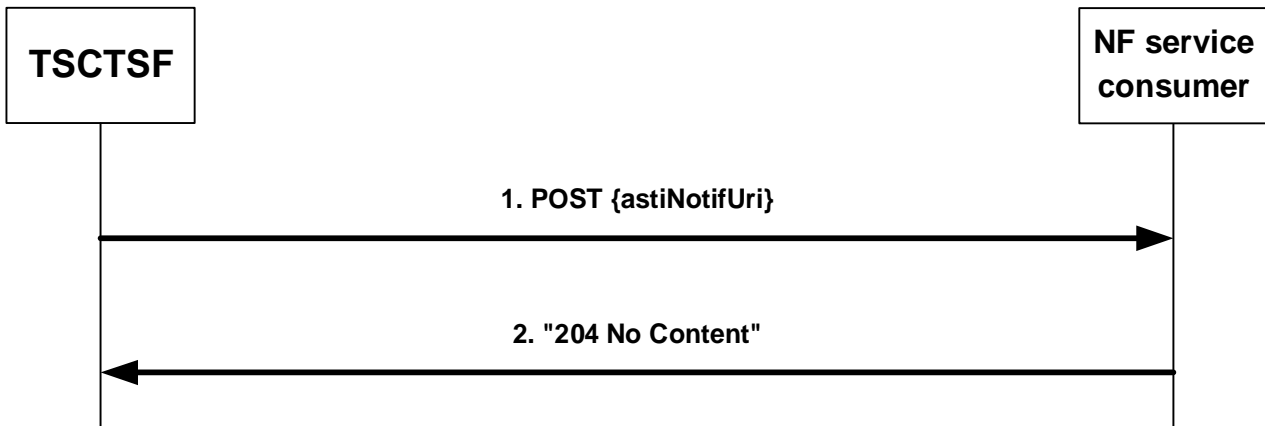 TSCTSF
NF service
consumer
1. POST {astiNotifUri}
2. "204 No Content"